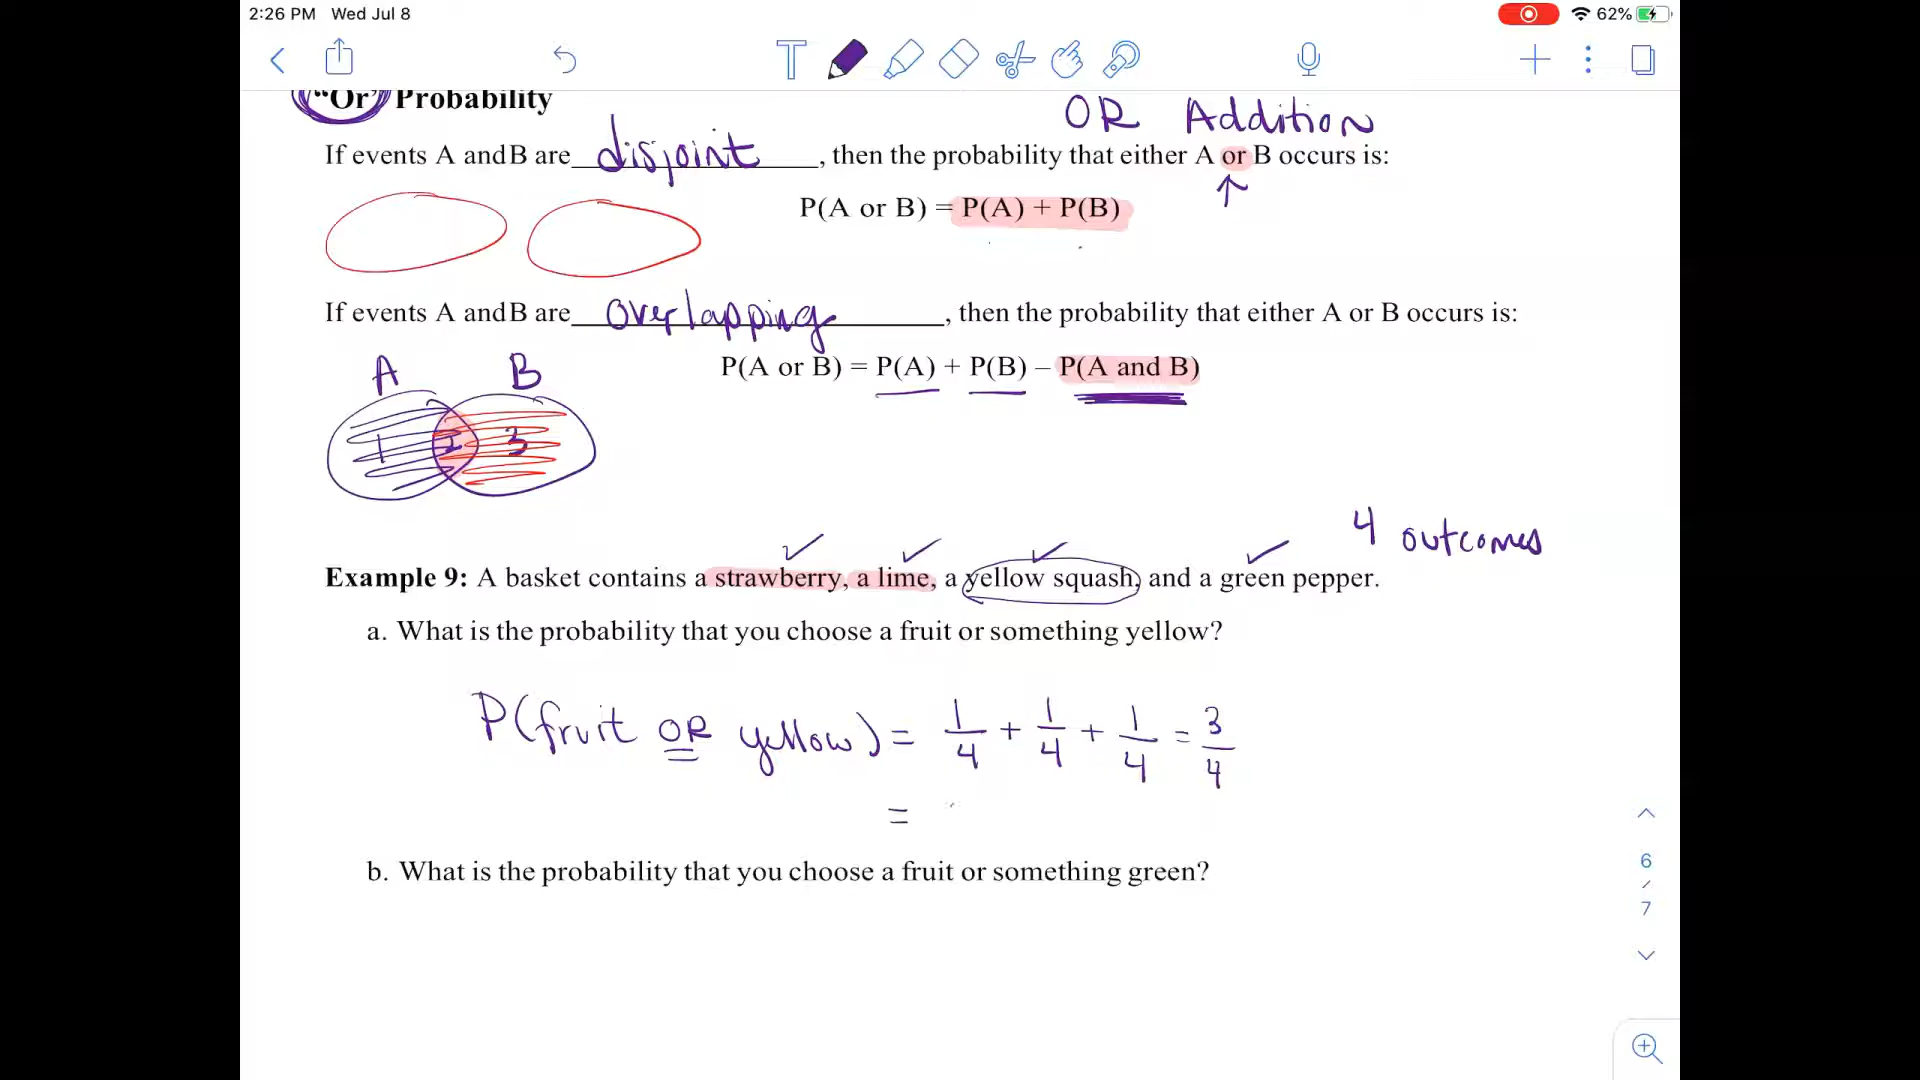 2:26 PM Wed Jul 8
62%
"Or" Probability
OR Addition
If events A and B are disjoint, then the probability that either A or B occurs is:
P(A or B) = P(A) + P(B)
If events A and B are overlapping, then the probability that either A or B occurs is:
P(A or B) = P(A) + P(B) – P(A and B)
A B
1 2 3
4 outcomes
Example 9: A basket contains a strawberry, a lime, a yellow squash, and a green pepper.
a. What is the probability that you choose a fruit or something yellow?
P(fruit OR yellow) = 1/4 + 1/4 + 1/4 = 3/4
=
b. What is the probability that you choose a fruit or something green?
6
/
7